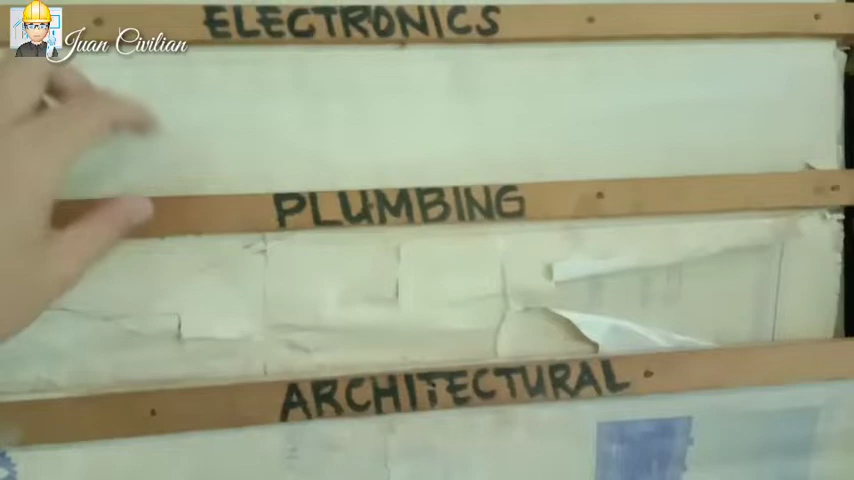 ELECTRONICS
Juan Civilian
PLUMBING
ARCHITECTURAL